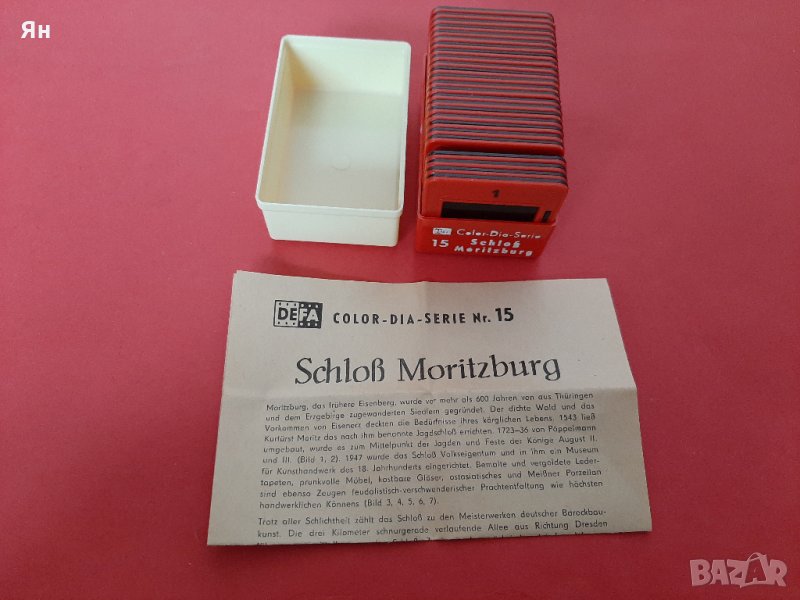 Ян
1
Color-Dia-Serie
15 Schloß
Moritzburg
DEFA COLOR-DIA-SERIE Nr. 15
Schloß Moritzburg
Moritzburg, das frühere Eisenberg, wurde vor mehr als 600 Jahren von aus Thüringen
und dem Erzgebirge zugewanderten Siedlern gegründet. Der dichte Wald und das
Vorkommen von Eisenerz deckten die Bedürfnisse ihres kärglichen Lebens. 1543 ließ
Kurfürst Moritz das nach ihm benannte Jagdschloß errichten. 1723–36 von Pöppelmann
umgebaut, wurde es zum Mittelpunkt der Jagden und Feste der Könige August II.
und III. (Bild 1, 2). 1947 wurde das Schloß Volkseigentum und in ihm ein Museum
für Kunsthandwerk des 18. Jahrhunderts eingerichtet. Bemalte und vergoldete Leder-
tapeten, prunkvolle Möbel, kostbare Gläser, ostasiatisches und Meißner Porzellan
sind ebenso Zeugen feudalistisch-verschwenderischer Prachtentfaltung wie höchsten
handwerklichen Könnens (Bild 3, 4, 5, 6, 7).
Trotz aller Schlichtheit zählt das Schloß zu den Meisterwerken deutscher Barockbau-
kunst. Die drei Kilometer schnurgerade verlaufende Allee aus Richtung Dresden
BAZAR